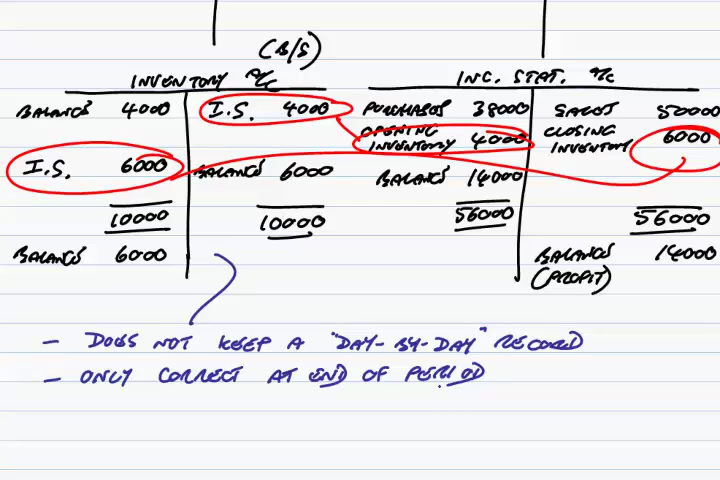 (B/S)
INVENTORY A/C
INC. STAT. A/C
BALANCE 4000 I.S. 4000 PURCHASES 38000 SALES 50000
OPENING INVENTORY 4000 CLOSING INVENTORY 6000
I.S. 6000 BALANCE 6000 BALANCE 14000
10000 10000 56000 56000
BALANCE 6000 BALANCE (PROFIT) 14000
- DOES NOT KEEP A "DAY-BY-DAY" RECORD
- ONLY CORRECT AT END OF PERIOD